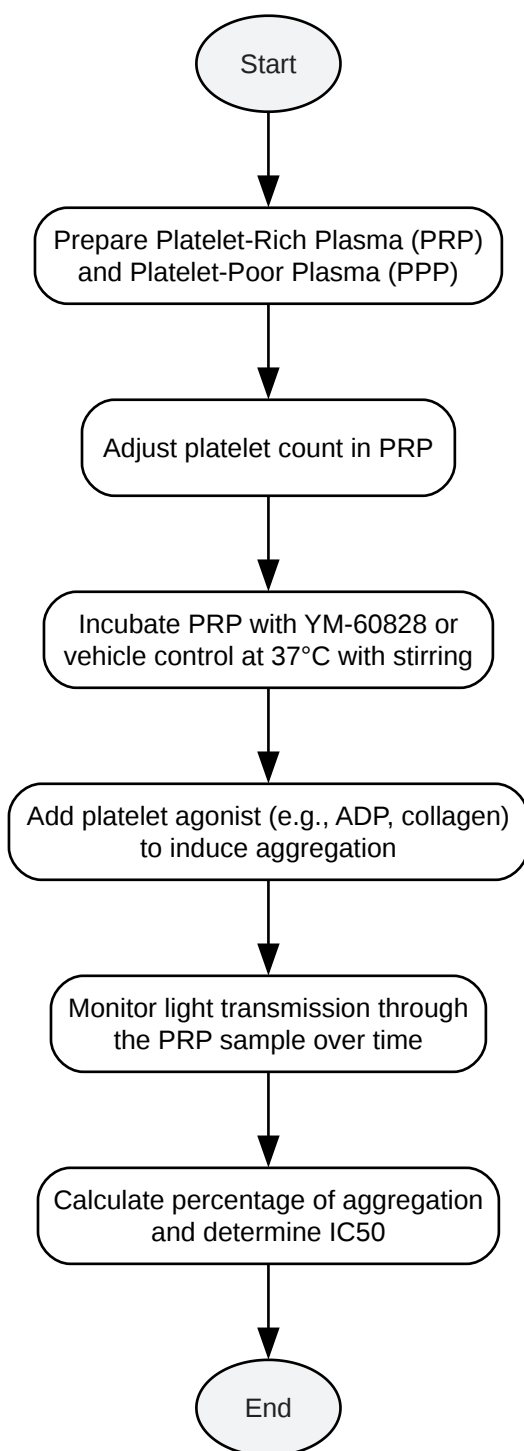 Start
Prepare Platelet-Rich Plasma (PRP)
and Platelet-Poor Plasma (PPP)
Adjust platelet count in PRP
Incubate PRP with YM-60828 or
vehicle control at 37°C with stirring
Add platelet agonist (e.g., ADP, collagen)
to induce aggregation
Monitor light transmission through
the PRP sample over time
Calculate percentage of aggregation
and determine IC50
End